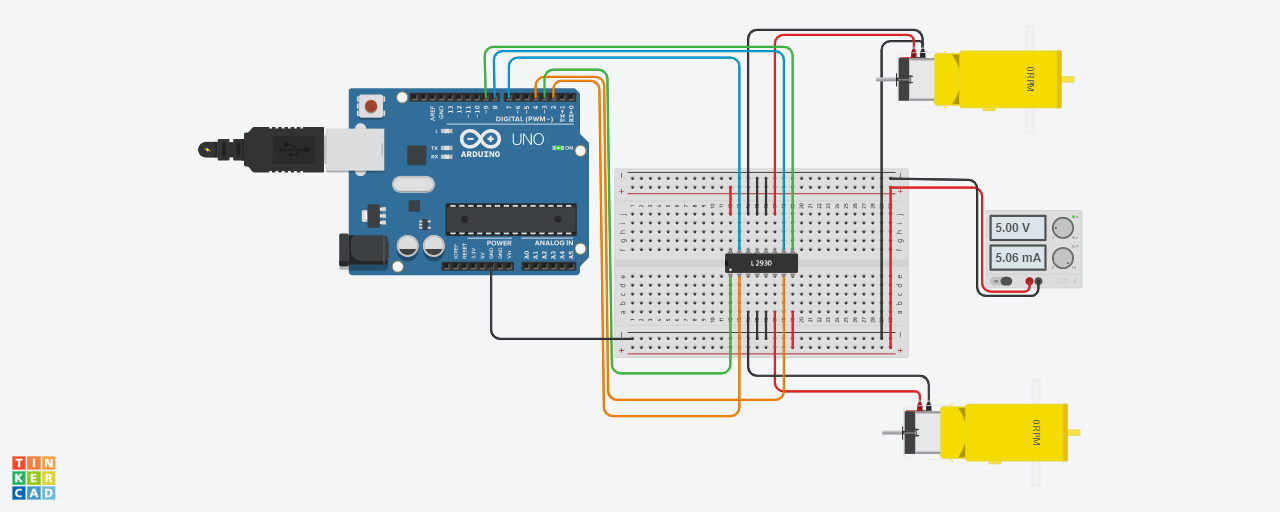 0RPM
AREF
GND
13
12
~11
~10
~9
8
7
~6
~5
4
~3
2
TX→1
RX←0
DIGITAL (PWM~)
L
TX
RX
ARDUINO
UNO
ON
POWER
ANALOG IN
IOREF
RESET
3.3V
5V
GND
GND
Vin
A0
A1
A2
A3
A4
A5
j
i
h
g
f
L293D
e
d
c
b
a
5.00 V
5.06 mA
0RPM
TIN
KER
CAD